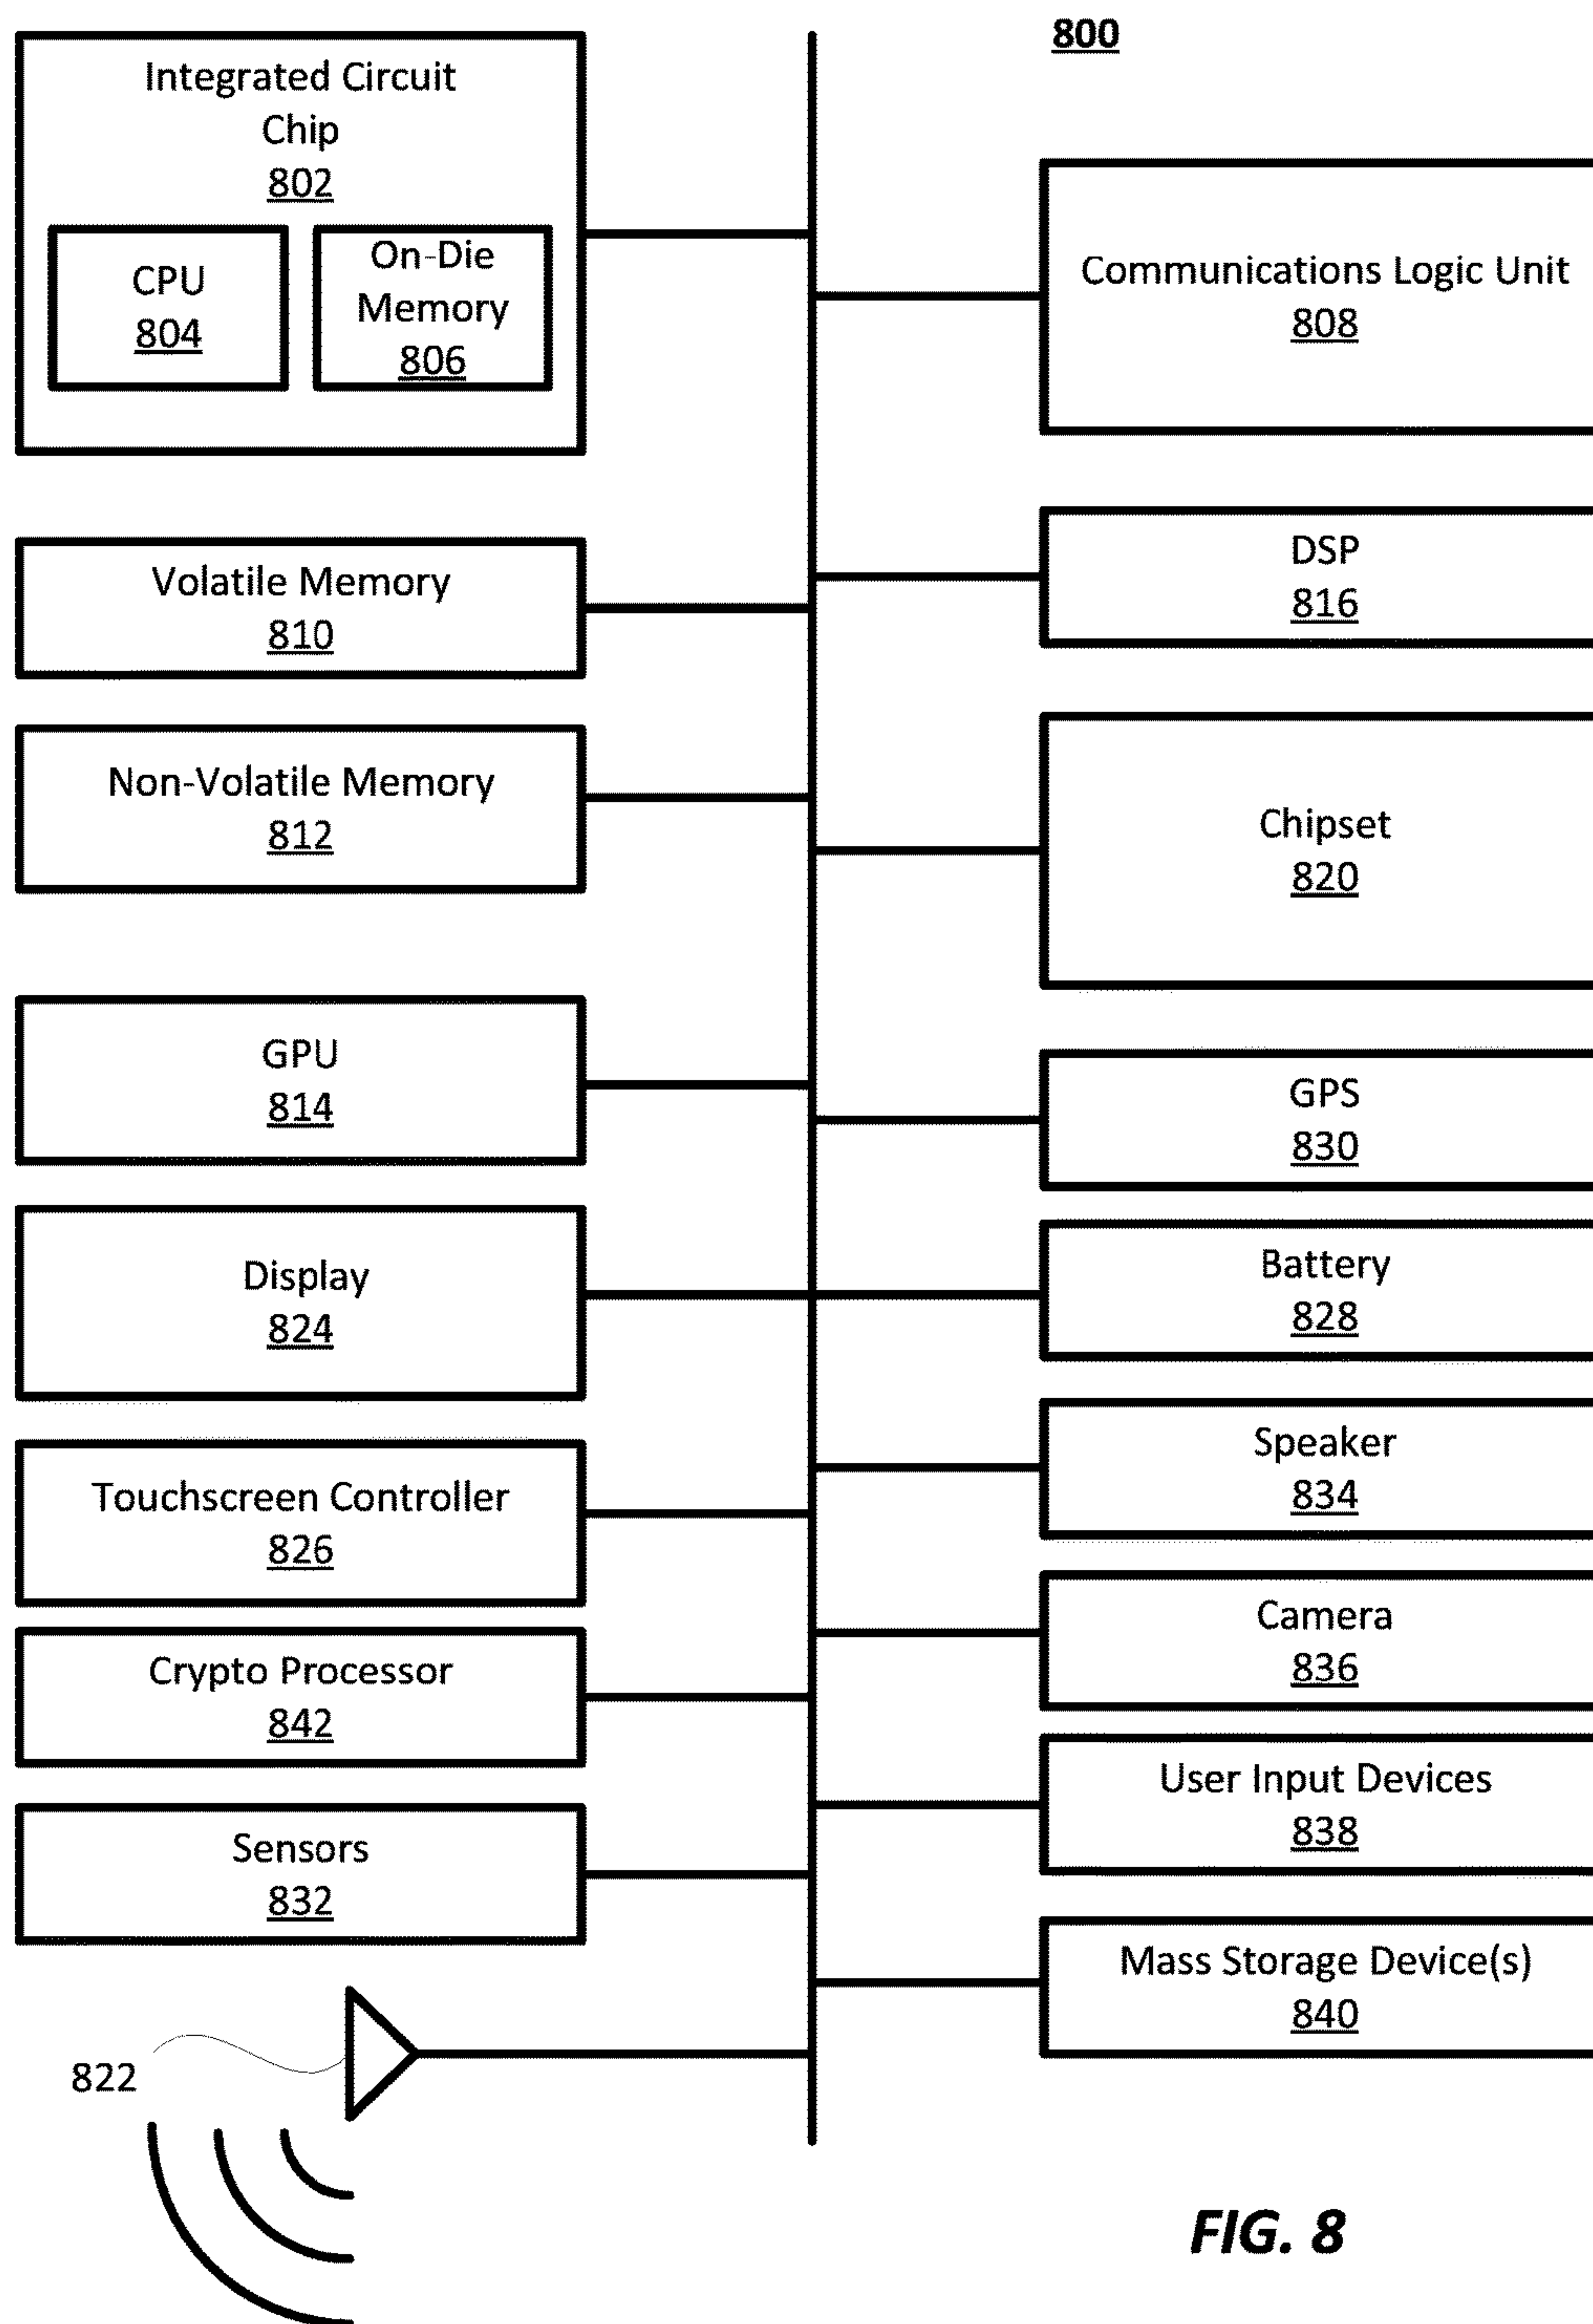 800
Integrated Circuit
Chip
802
CPU
804
On-Die
Memory
806
Communications Logic Unit
808
Volatile Memory
810
DSP
816
Non-Volatile Memory
812
Chipset
820
GPU
814
GPS
830
Display
824
Battery
828
Touchscreen Controller
826
Speaker
834
Crypto Processor
842
Camera
836
Sensors
832
User Input Devices
838
Mass Storage Device(s)
840
822
FIG. 8